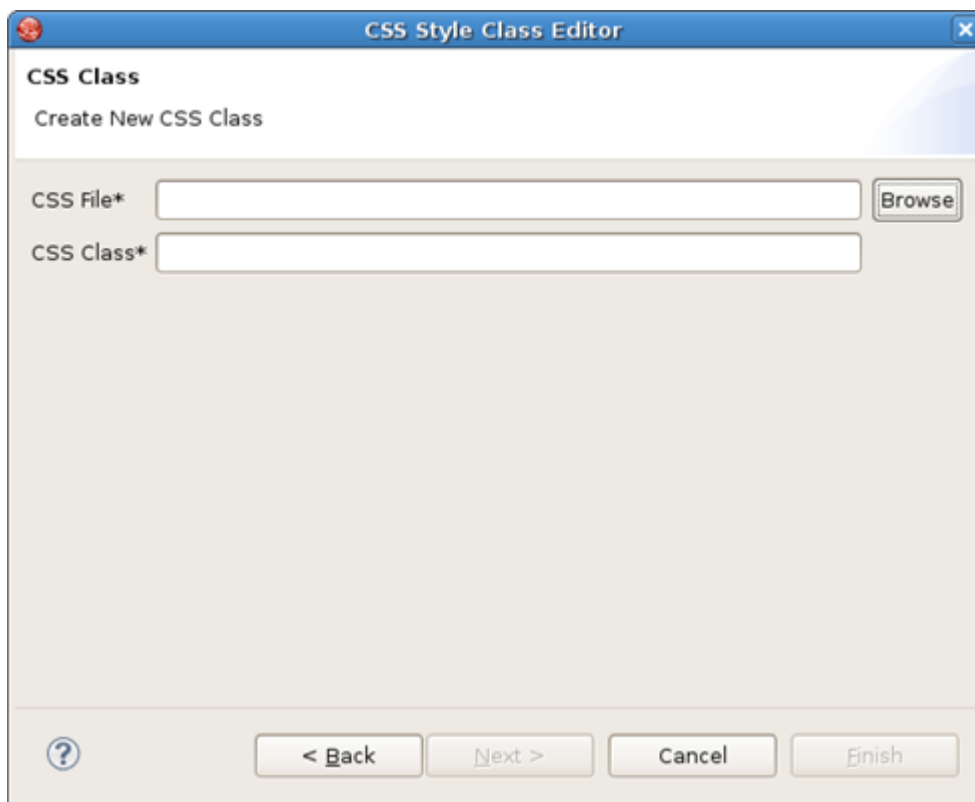 CSS Style Class Editor
CSS Class
Create New CSS Class
CSS File*
Browse
CSS Class*
?
< Back
Next >
Cancel
Finish